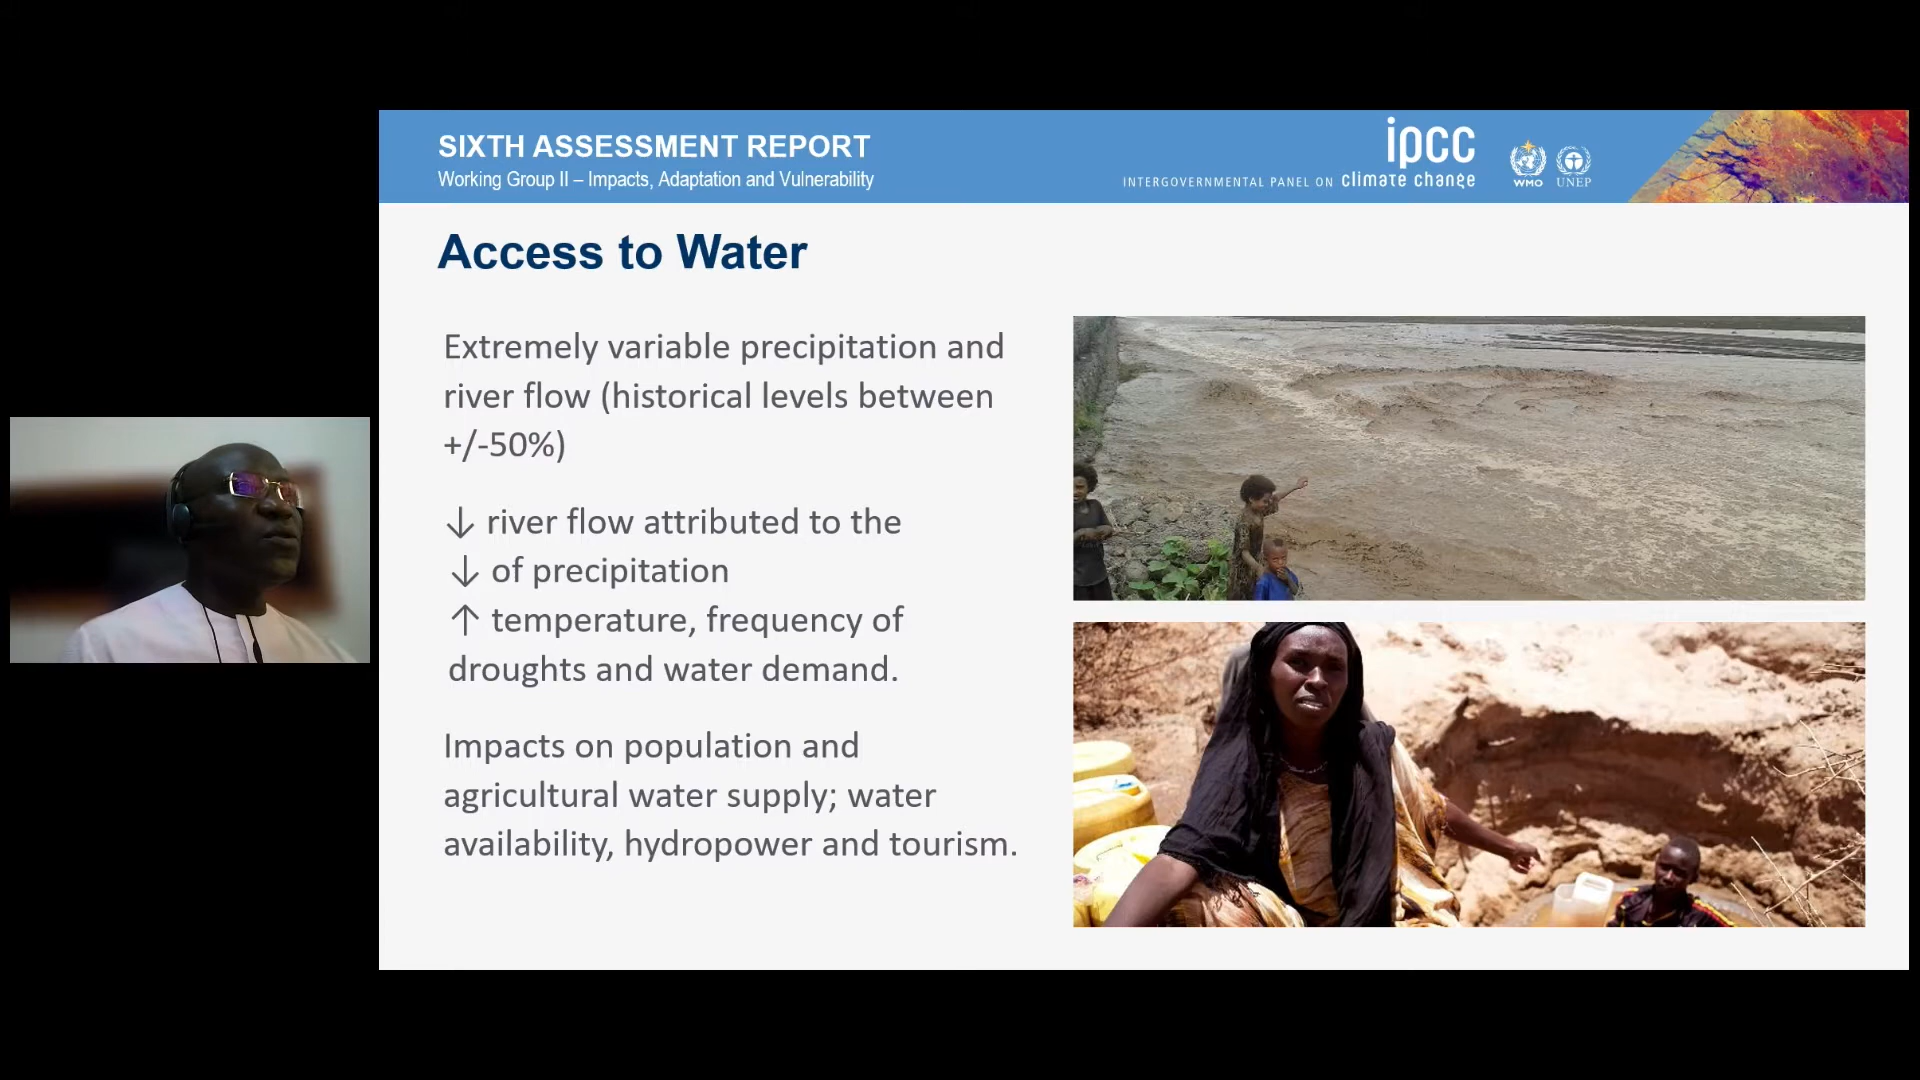 SIXTH ASSESSMENT REPORT
Working Group II – Impacts, Adaptation and Vulnerability
ipcc
INTERGOVERNMENTAL PANEL ON climate change
WMO
UNEP
Access to Water
Extremely variable precipitation and
river flow (historical levels between
+/-50%)
↓ river flow attributed to the
↓ of precipitation
↑ temperature, frequency of
droughts and water demand.
Impacts on population and
agricultural water supply; water
availability, hydropower and tourism.